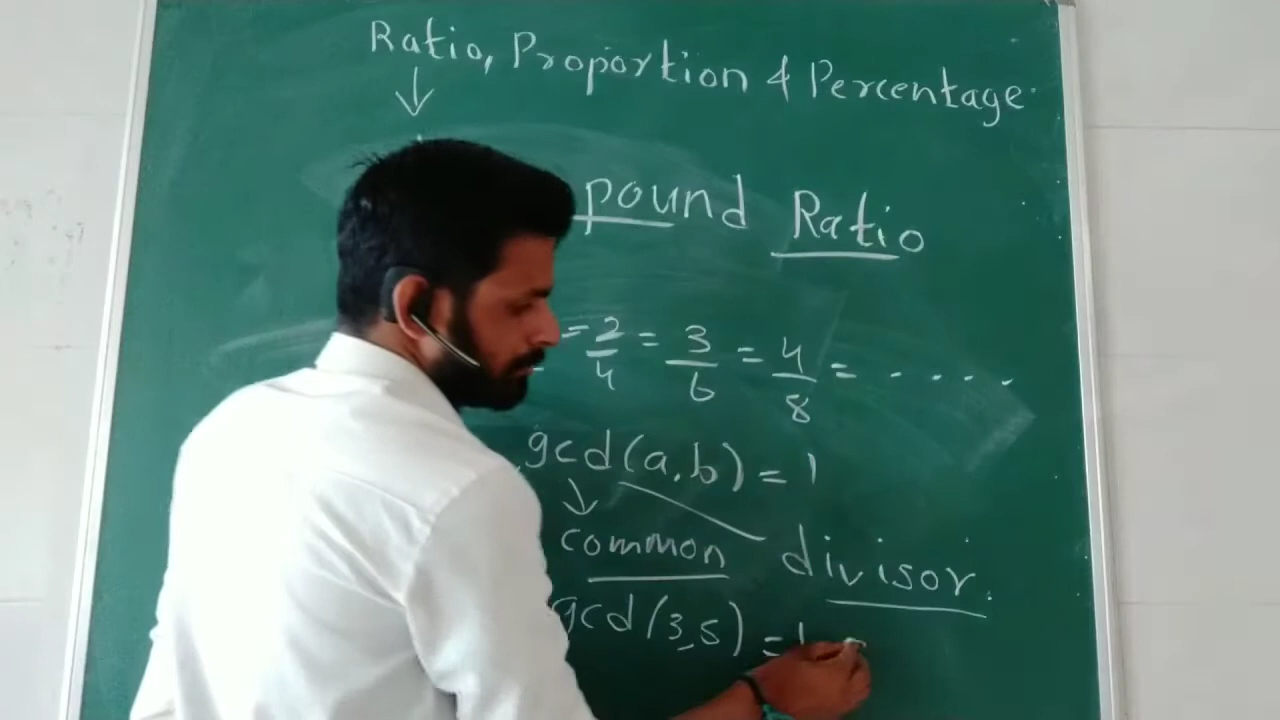 Ratio, Proportion & Percentage
↓
pound Ratio
= 2/4 = 3/6 = 4/8 = - - - - -
gcd(a,b) = 1
common divisor.
gcd(3,5) = 1